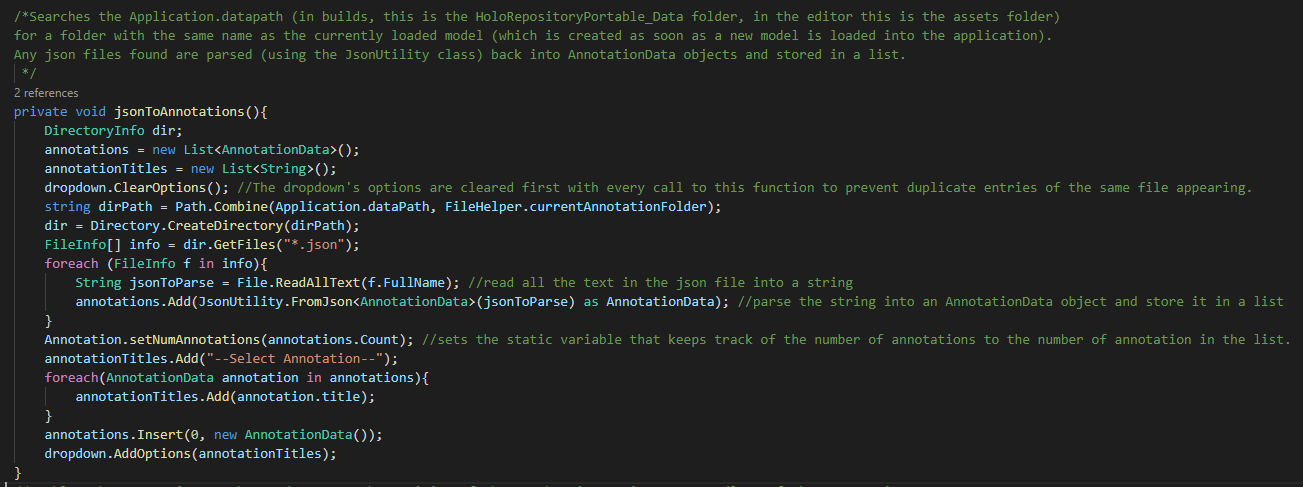 /*Searches the Application.datapath (in builds, this is the HoloRepositoryPortable_Data folder, in the editor this is the assets folder)
for a folder with the same name as the currently loaded model (which is created as soon as a new model is loaded into the application).
Any json files found are parsed (using the JsonUtility class) back into AnnotationData objects and stored in a list.
 */
2 references
private void jsonToAnnotations(){
    DirectoryInfo dir;
    annotations = new List<AnnotationData>();
    annotationTitles = new List<String>();
    dropdown.ClearOptions(); //The dropdown's options are cleared first with every call to this function to prevent duplicate entries of the same file appearing.
    string dirPath = Path.Combine(Application.dataPath, FileHelper.currentAnnotationFolder);
    dir = Directory.CreateDirectory(dirPath);
    FileInfo[] info = dir.GetFiles("*.json");
    foreach (FileInfo f in info){
        String jsonToParse = File.ReadAllText(f.FullName); //read all the text in the json file into a string
        annotations.Add(JsonUtility.FromJson<AnnotationData>(jsonToParse) as AnnotationData); //parse the string into an AnnotationData object and store it in a list
    }
    Annotation.setNumAnnotations(annotations.Count); //sets the static variable that keeps track of the number of annotations to the number of annotation in the list.
    annotationTitles.Add("--Select Annotation--");
    foreach(AnnotationData annotation in annotations){
        annotationTitles.Add(annotation.title);
    }
    annotations.Insert(0, new AnnotationData());
    dropdown.AddOptions(annotationTitles);
}